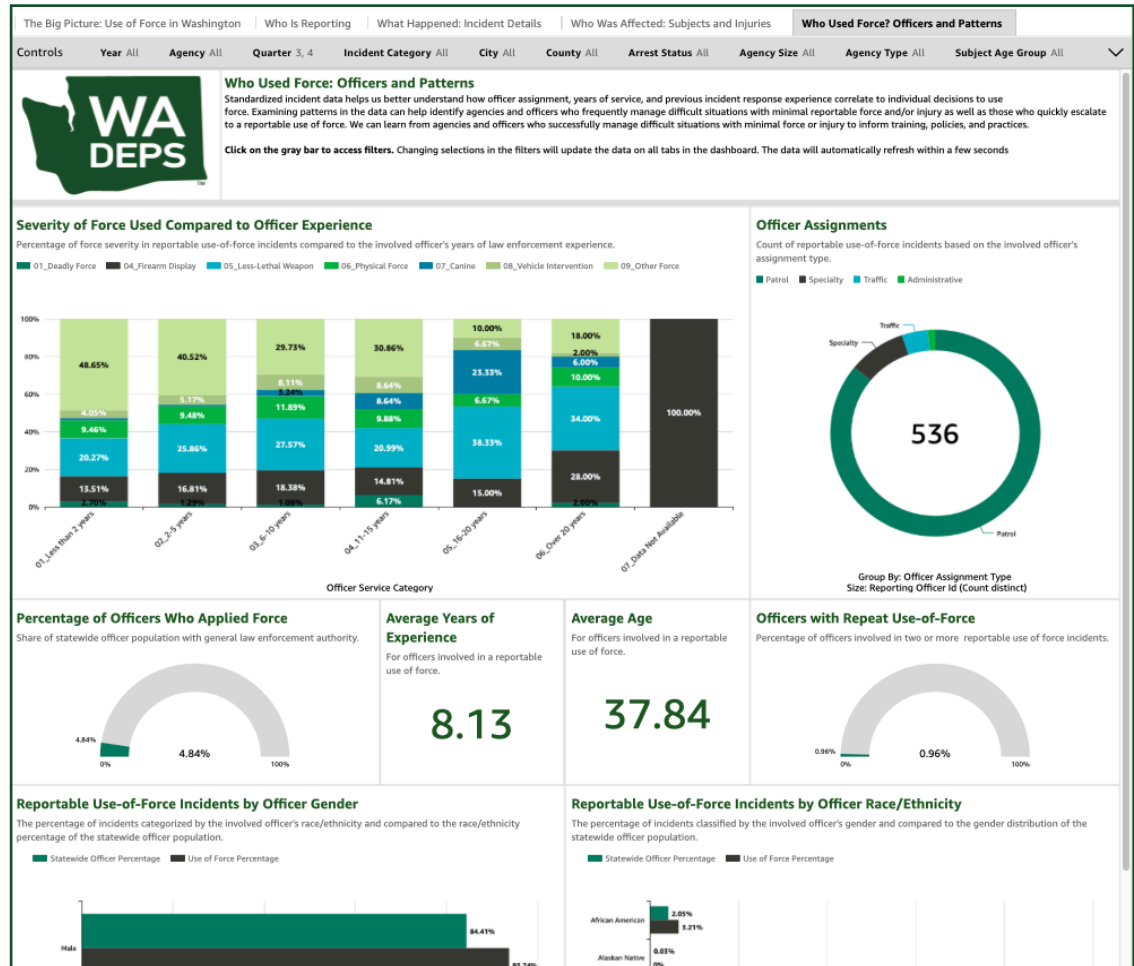 The Big Picture: Use of Force in Washington
Who Is Reporting
What Happened: Incident Details
Who Was Affected: Subjects and Injuries
Who Used Force? Officers and Patterns
Controls
Year All
Agency All
Quarter 3, 4
Incident Category All
City All
County All
Arrest Status All
Agency Size All
Agency Type All
Subject Age Group All
WA
DEPS
TM
Who Used Force: Officers and Patterns
Standardized incident data helps us better understand how officer assignment, years of service, and previous incident response experience correlate to individual decisions to use
force. Examining patterns in the data can help identify agencies and officers who frequently manage difficult situations with minimal reportable force and/or injury as well as those who quickly escalate
to a reportable use of force. We can learn from agencies and officers who successfully manage difficult situations with minimal force or injury to inform training, policies, and practices.
Click on the gray bar to access filters. Changing selections in the filters will update the data on all tabs in the dashboard. The data will automatically refresh within a few seconds
Severity of Force Used Compared to Officer Experience
Percentage of force severity in reportable use-of-force incidents compared to the involved officer's years of law enforcement experience.
01_Deadly Force
04_Firearm Display
05_Less-Lethal Weapon
06_Physical Force
07_Canine
08_Vehicle Intervention
09_Other Force
100%
80%
60%
40%
20%
0%
48.65%
4.05%
9.46%
20.27%
13.51%
2.70%
40.52%
5.17%
9.48%
25.86%
16.81%
1.29%
29.73%
8.11%
3.24%
11.89%
27.57%
18.38%
1.08%
30.86%
8.64%
8.64%
9.88%
20.99%
14.81%
6.17%
10.00%
6.67%
23.33%
6.67%
38.33%
15.00%
18.00%
2.00%
6.00%
10.00%
34.00%
28.00%
2.00%
100.00%
01_Less than 2 years
02_2-5 years
03_6-10 years
04_11-15 years
05_16-20 years
06_Over 20 years
07_Data Not Available
Officer Service Category
Officer Assignments
Count of reportable use-of-force incidents based on the involved officer's
assignment type.
Patrol
Specialty
Traffic
Administrative
Traffic
Specialty
536
Patrol
Group By: Officer Assignment Type
Size: Reporting Officer Id (Count distinct)
Percentage of Officers Who Applied Force
Share of statewide officer population with general law enforcement authority.
4.84%
4.84%
0%
100%
Average Years of
Experience
For officers involved in a reportable
use of force.
8.13
Average Age
For officers involved in a reportable
use of force.
37.84
Officers with Repeat Use-of-Force
Percentage of officers involved in two or more reportable use of force incidents.
0.96%
0.96%
0%
100%
Reportable Use-of-Force Incidents by Officer Gender
The percentage of incidents categorized by the involved officer's race/ethnicity and compared to the race/ethnicity
percentage of the statewide officer population.
Statewide Officer Percentage
Use of Force Percentage
Male
84.41%
Reportable Use-of-Force Incidents by Officer Race/Ethnicity
The percentage of incidents classified by the involved officer's gender and compared to the gender distribution of the
statewide officer population.
Statewide Officer Percentage
Use of Force Percentage
African American
2.05%
3.21%
Alaskan Native
0.03%
0%